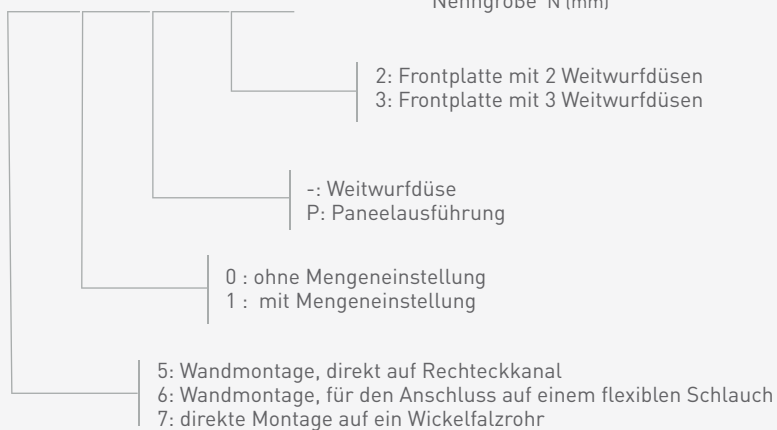 Nenngröße N (mm)
2: Frontplatte mit 2 Weitwurfdüsen
3: Frontplatte mit 3 Weitwurfdüsen
-: Weitwurfdüse
P: Paneelausführung
0 : ohne Mengeneinstellung
1 : mit Mengeneinstellung
5: Wandmontage, direkt auf Rechteckkanal
6: Wandmontage, für den Anschluss auf einem flexiblen Schlauch
7: direkte Montage auf ein Wickelfalzrohr